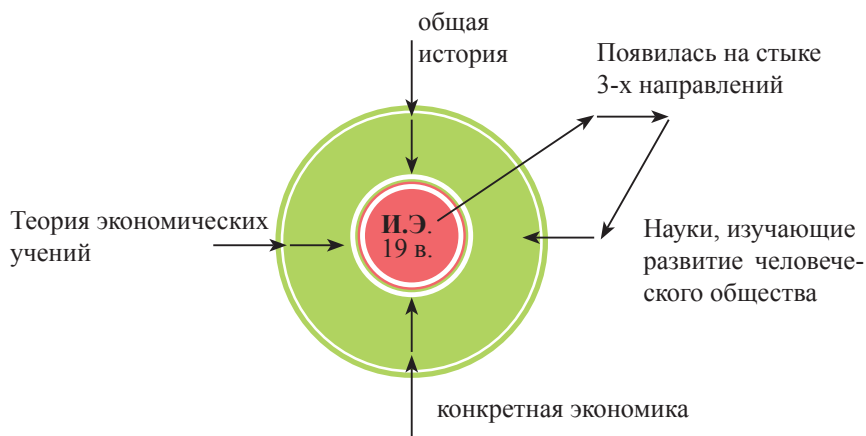 общая
история
Появилась на стыке
3-х направлений
Теория экономических
учений
И.Э.
19 в.
Науки, изучающие
развитие человече-
ского общества
конкретная экономика